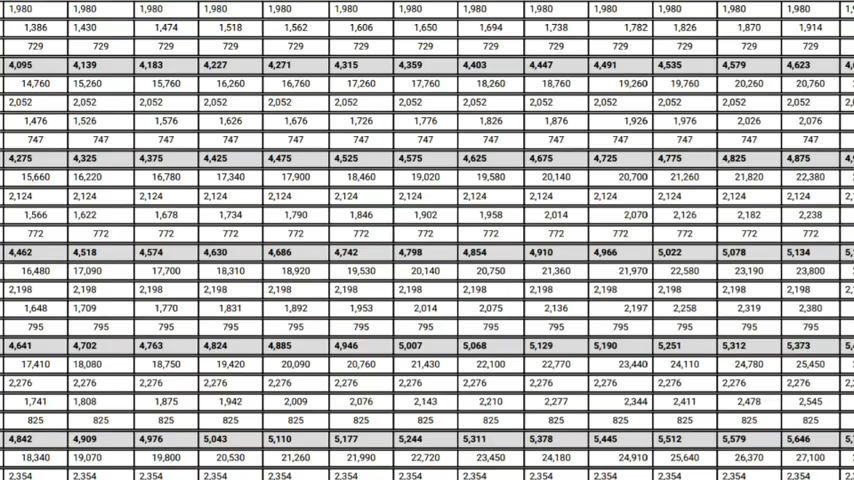 1,980 1,980 1,980 1,980 1,980 1,980 1,980 1,980 1,980 1,980 1,980 1,980 1,980
1,386 1,430 1,474 1,518 1,562 1,606 1,650 1,694 1,738 1,782 1,826 1,870 1,914
729 729 729 729 729 729 729 729 729 729 729 729 729
4,095 4,139 4,183 4,227 4,271 4,315 4,359 4,403 4,447 4,491 4,535 4,579 4,623
14,760 15,260 15,760 16,260 16,760 17,260 17,760 18,260 18,760 19,260 19,760 20,260 20,760
2,052 2,052 2,052 2,052 2,052 2,052 2,052 2,052 2,052 2,052 2,052 2,052 2,052
1,476 1,526 1,576 1,626 1,676 1,726 1,776 1,826 1,876 1,926 1,976 2,026 2,076
747 747 747 747 747 747 747 747 747 747 747 747 747
4,275 4,325 4,375 4,425 4,475 4,525 4,575 4,625 4,675 4,725 4,775 4,825 4,875
15,660 16,220 16,780 17,340 17,900 18,460 19,020 19,580 20,140 20,700 21,260 21,820 22,380
2,124 2,124 2,124 2,124 2,124 2,124 2,124 2,124 2,124 2,124 2,124 2,124 2,124
1,566 1,622 1,678 1,734 1,790 1,846 1,902 1,958 2,014 2,070 2,126 2,182 2,238
772 772 772 772 772 772 772 772 772 772 772 772 772
4,462 4,518 4,574 4,630 4,686 4,742 4,798 4,854 4,910 4,966 5,022 5,078 5,134
16,480 17,090 17,700 18,310 18,920 19,530 20,140 20,750 21,360 21,970 22,580 23,190 23,800
2,198 2,198 2,198 2,198 2,198 2,198 2,198 2,198 2,198 2,198 2,198 2,198 2,198
1,648 1,709 1,770 1,831 1,892 1,953 2,014 2,075 2,136 2,197 2,258 2,319 2,380
795 795 795 795 795 795 795 795 795 795 795 795 795
4,641 4,702 4,763 4,824 4,885 4,946 5,007 5,068 5,129 5,190 5,251 5,312 5,373
17,410 18,080 18,750 19,420 20,090 20,760 21,430 22,100 22,770 23,440 24,110 24,780 25,450
2,276 2,276 2,276 2,276 2,276 2,276 2,276 2,276 2,276 2,276 2,276 2,276 2,276
1,741 1,808 1,875 1,942 2,009 2,076 2,143 2,210 2,277 2,344 2,411 2,478 2,545
825 825 825 825 825 825 825 825 825 825 825 825 825
4,842 4,909 4,976 5,043 5,110 5,177 5,244 5,311 5,378 5,445 5,512 5,579 5,646
18,340 19,070 19,800 20,530 21,260 21,990 22,720 23,450 24,180 24,910 25,640 26,370 27,100
2,354 2,354 2,354 2,354 2,354 2,354 2,354 2,354 2,354 2,354 2,354 2,354 2,354